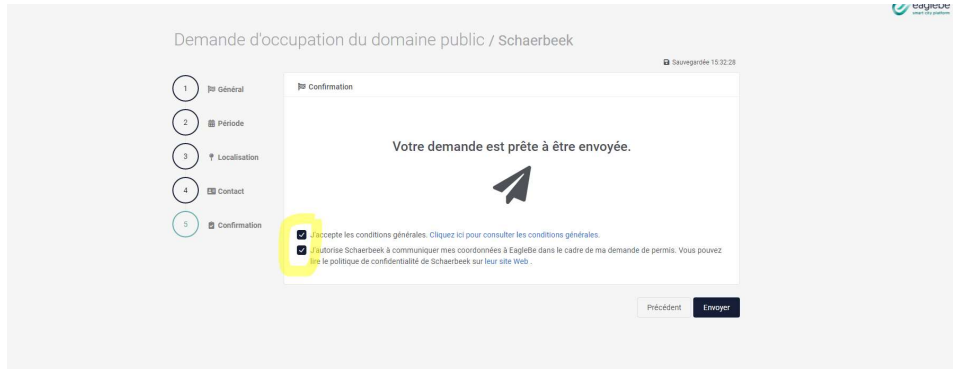 eaglebe
smart city platform
Demande d'occupation du domaine public / Schaerbeek
Sauvegardée 15:32:28
1 Général
Confirmation
2 Période
Votre demande est prête à être envoyée.
3 Localisation
4 Contact
5 Confirmation
J'accepte les conditions générales. Cliquez ici pour consulter les conditions générales.
J'autorise Schaerbeek à communiquer mes coordonnées à EagleBe dans le cadre de ma demande de permis. Vous pouvez
lire le politique de confidentialité de Schaerbeek sur leur site Web .
Précédent Envoyer